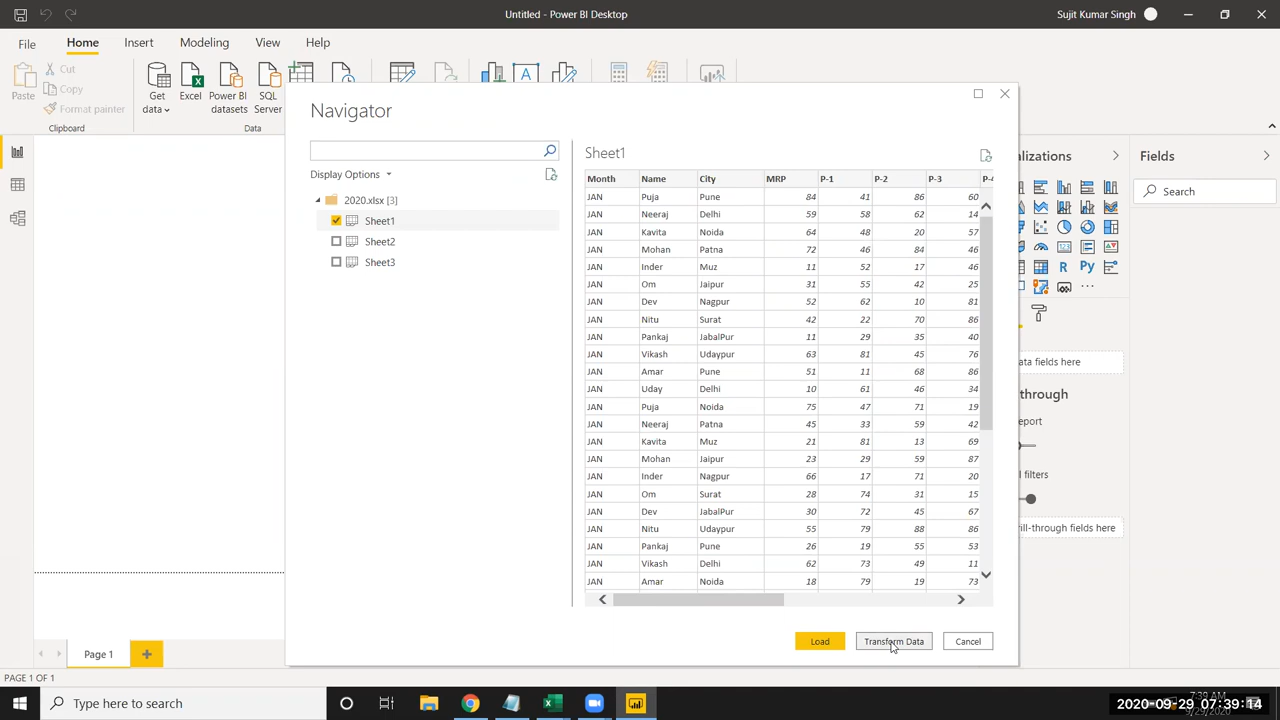 Untitled - Power BI Desktop
Sujit Kumar Singh
File Home Insert Modeling View Help
Paste
Cut
Copy
Format painter
Clipboard
Get data
Excel
Power BI datasets
SQL Server
Data
Navigator
Display Options
2020.xlsx [3]
Sheet1
Sheet2
Sheet3
Sheet1
Month Name City MRP P-1 P-2 P-3
JAN Puja Pune 84 41 86 60
JAN Neeraj Delhi 59 58 62 14
JAN Kavita Noida 64 48 20 57
JAN Mohan Patna 72 46 84 46
JAN Inder Muz 11 52 17 46
JAN Om Jaipur 31 55 42 25
JAN Dev Nagpur 52 62 10 81
JAN Nitu Surat 42 22 70 86
JAN Pankaj JabalPur 11 29 35 40
JAN Vikash Udaypur 63 81 45 76
JAN Amar Pune 51 11 68 86
JAN Uday Delhi 10 61 46 34
JAN Puja Noida 75 47 71 19
JAN Neeraj Patna 45 33 59 42
JAN Kavita Muz 21 81 13 69
JAN Mohan Jaipur 23 29 59 87
JAN Inder Nagpur 66 17 71 20
JAN Om Surat 28 74 31 15
JAN Dev JabalPur 30 72 45 67
JAN Nitu Udaypur 55 79 88 86
JAN Pankaj Pune 26 19 55 53
JAN Vikash Delhi 62 73 49 11
JAN Amar Noida 18 79 19 73
Load Transform Data Cancel
alizations
R Py
ata fields here
through
eport
l filters
rill-through fields here
Fields
Search
Page 1
PAGE 1 OF 1
Type here to search
2020-09-29 07:39:14